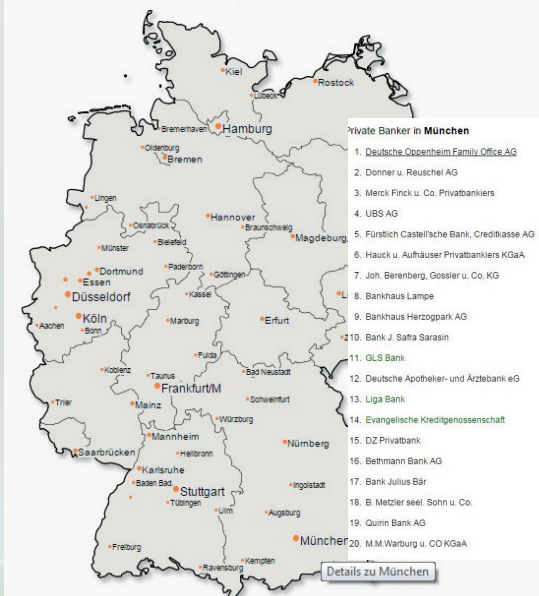 Kiel
Rostock
Lübeck
Bremerhaven
Hamburg
Oldenburg
Bremen
Lingen
Hannover
Osnabrück
Braunschweig
Münster
Bielefeld
Magdeburg
Dortmund
Paderborn
Göttingen
Essen
Düsseldorf
Kassel
Köln
Erfurt
Aachen
Bonn
Marburg
Fulda
Koblenz
Taunus
Bad Neustadt
Frankfurt/M
Trier
Mainz
Schweinfurt
Würzburg
Mannheim
Saarbrücken
Heilbronn
Nürnberg
Karlsruhe
Baden Bad.
Stuttgart
Ingolstadt
Tübingen
Ulm
Augsburg
München
Freiburg
Kempten
Ravensburg
Details zu München
Private Banker in München
1. Deutsche Oppenheim Family Office AG
2. Donner u. Reuschel AG
3. Merck Finck u. Co. Privatbankiers
4. UBS AG
5. Fürstlich Castell'sche Bank, Creditkasse AG
6. Hauck u. Aufhäuser Privatbankiers KGaA
7. Joh. Berenberg, Gossler u. Co. KG
8. Bankhaus Lampe
9. Bankhaus Herzogpark AG
10. Bank J. Safra Sarasin
11. GLS Bank
12. Deutsche Apotheker- und Ärztebank eG
13. Liga Bank
14. Evangelische Kreditgenossenschaft
15. DZ Privatbank
16. Bethmann Bank AG
17. Bank Julius Bär
18. B. Metzler seel. Sohn u. Co.
19. Quirin Bank AG
20. M.M.Warburg u. CO KGaA